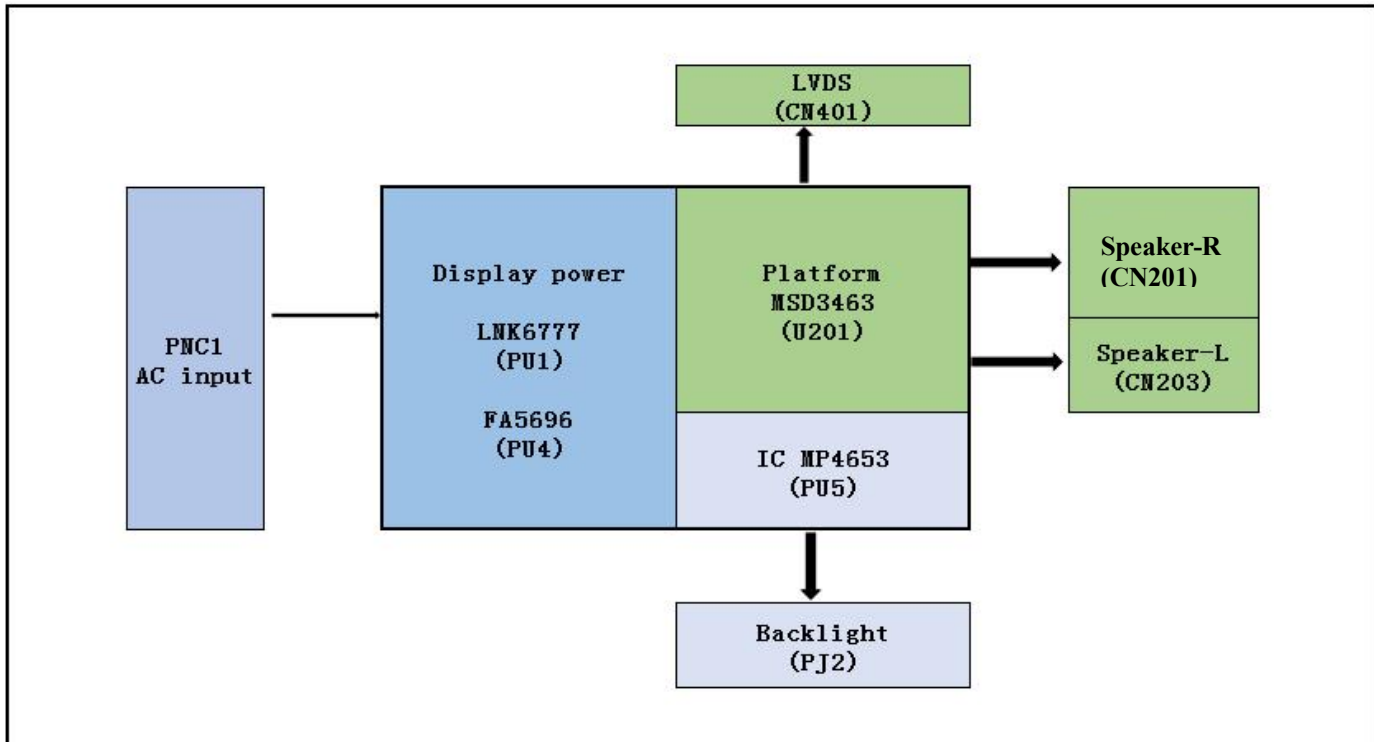 LVDS
(CN401)
PNC1
AC input
Display power
LNK6777
(PU1)
FA5696
(PU4)
Platform
MSD3463
(U201)
IC MP4653
(PU5)
Speaker-R
(CN201)
Speaker-L
(CN203)
Backlight
(PJ2)